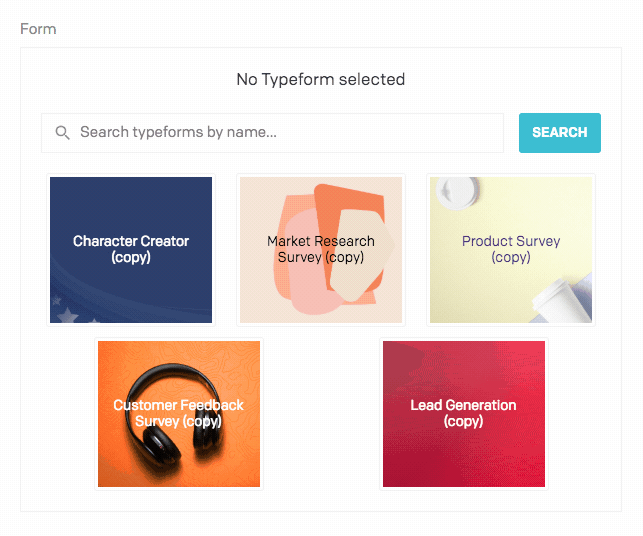 Form
No Typeform selected
Search typeforms by name...
SEARCH
Character Creator
(copy)
Market Research
Survey (copy)
Product Survey
(copy)
Customer Feedback
Survey (copy)
Lead Generation
(copy)